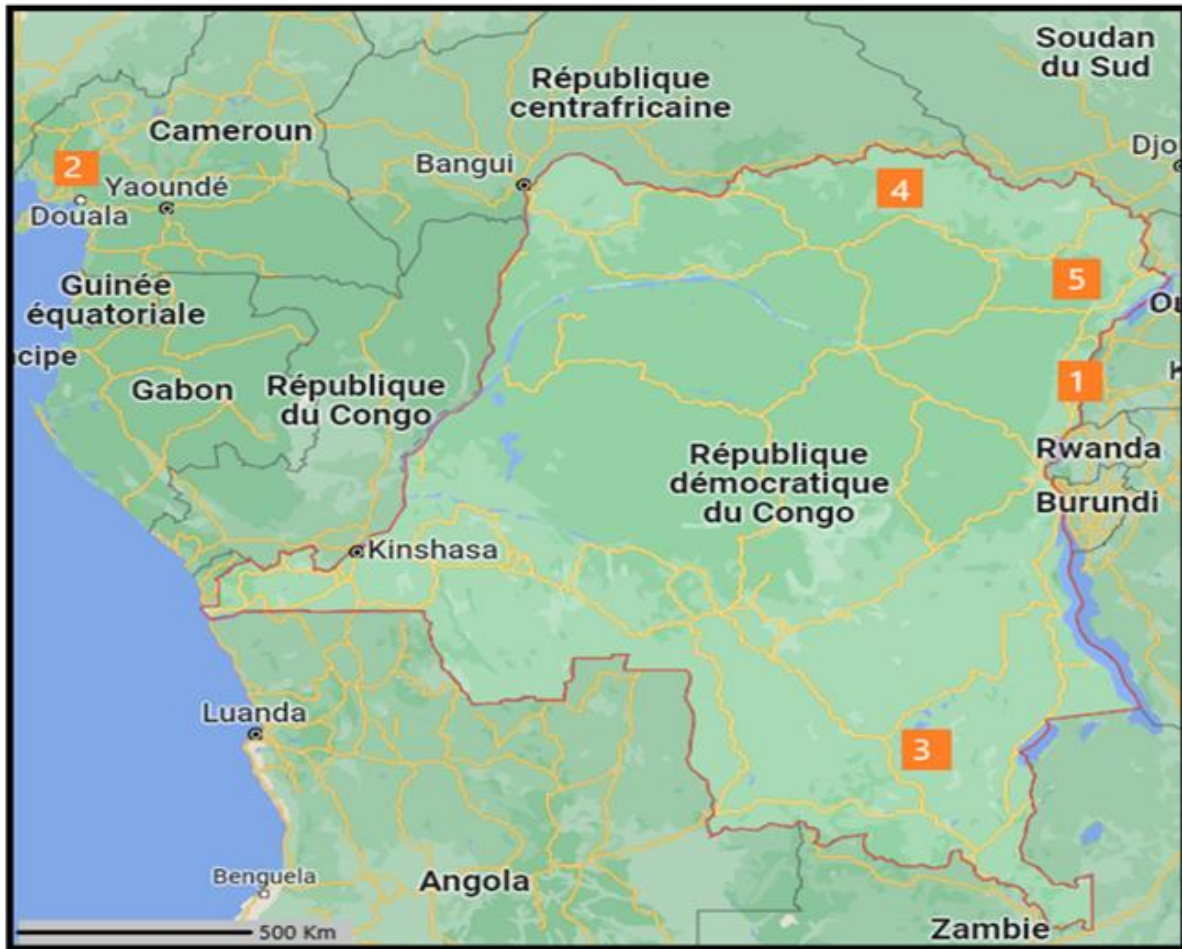 Soudan
du Sud
République
centrafricaine
Cameroun
Djo
Bangui
2
4
Yaoundé
Douala
5
Guinée
équatoriale
Ou
cipe
Gabon
République
du Congo
1
K
République
démocratique
du Congo
Rwanda
Burundi
Kinshasa
Luanda
3
Benguela
Angola
500 Km
Zambie